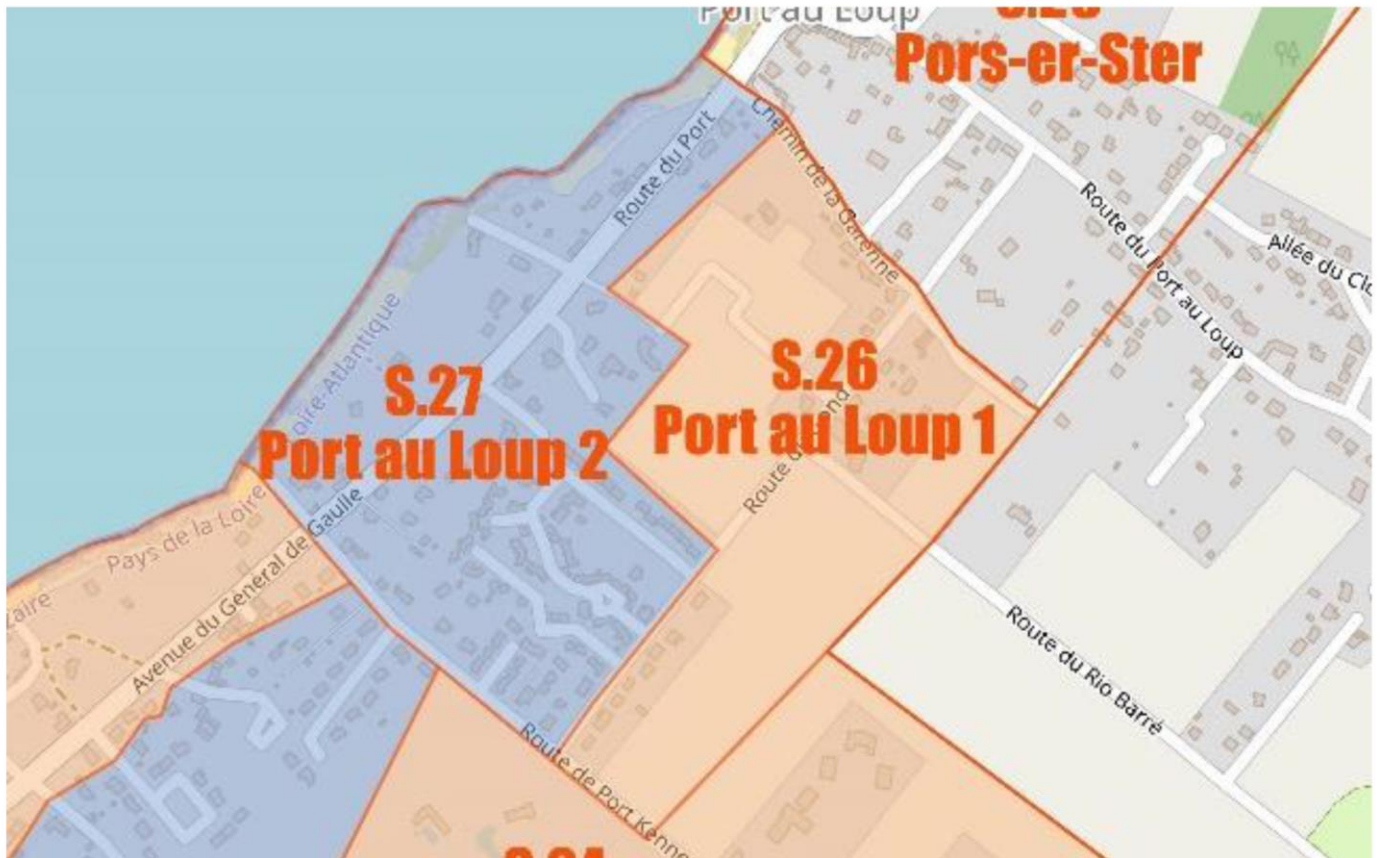 Port au Loup
Pors-er-Ster
Chemin de la Garenne
Route du Port
Route du Port au Loup
Allée du Clo
Loire-Atlantique
S.27
Port au Loup 2
S.26
Port au Loup 1
Pays de la Loire
Avenue du Général de Gaulle
Route du Rio Barré
Route de Port Kenne